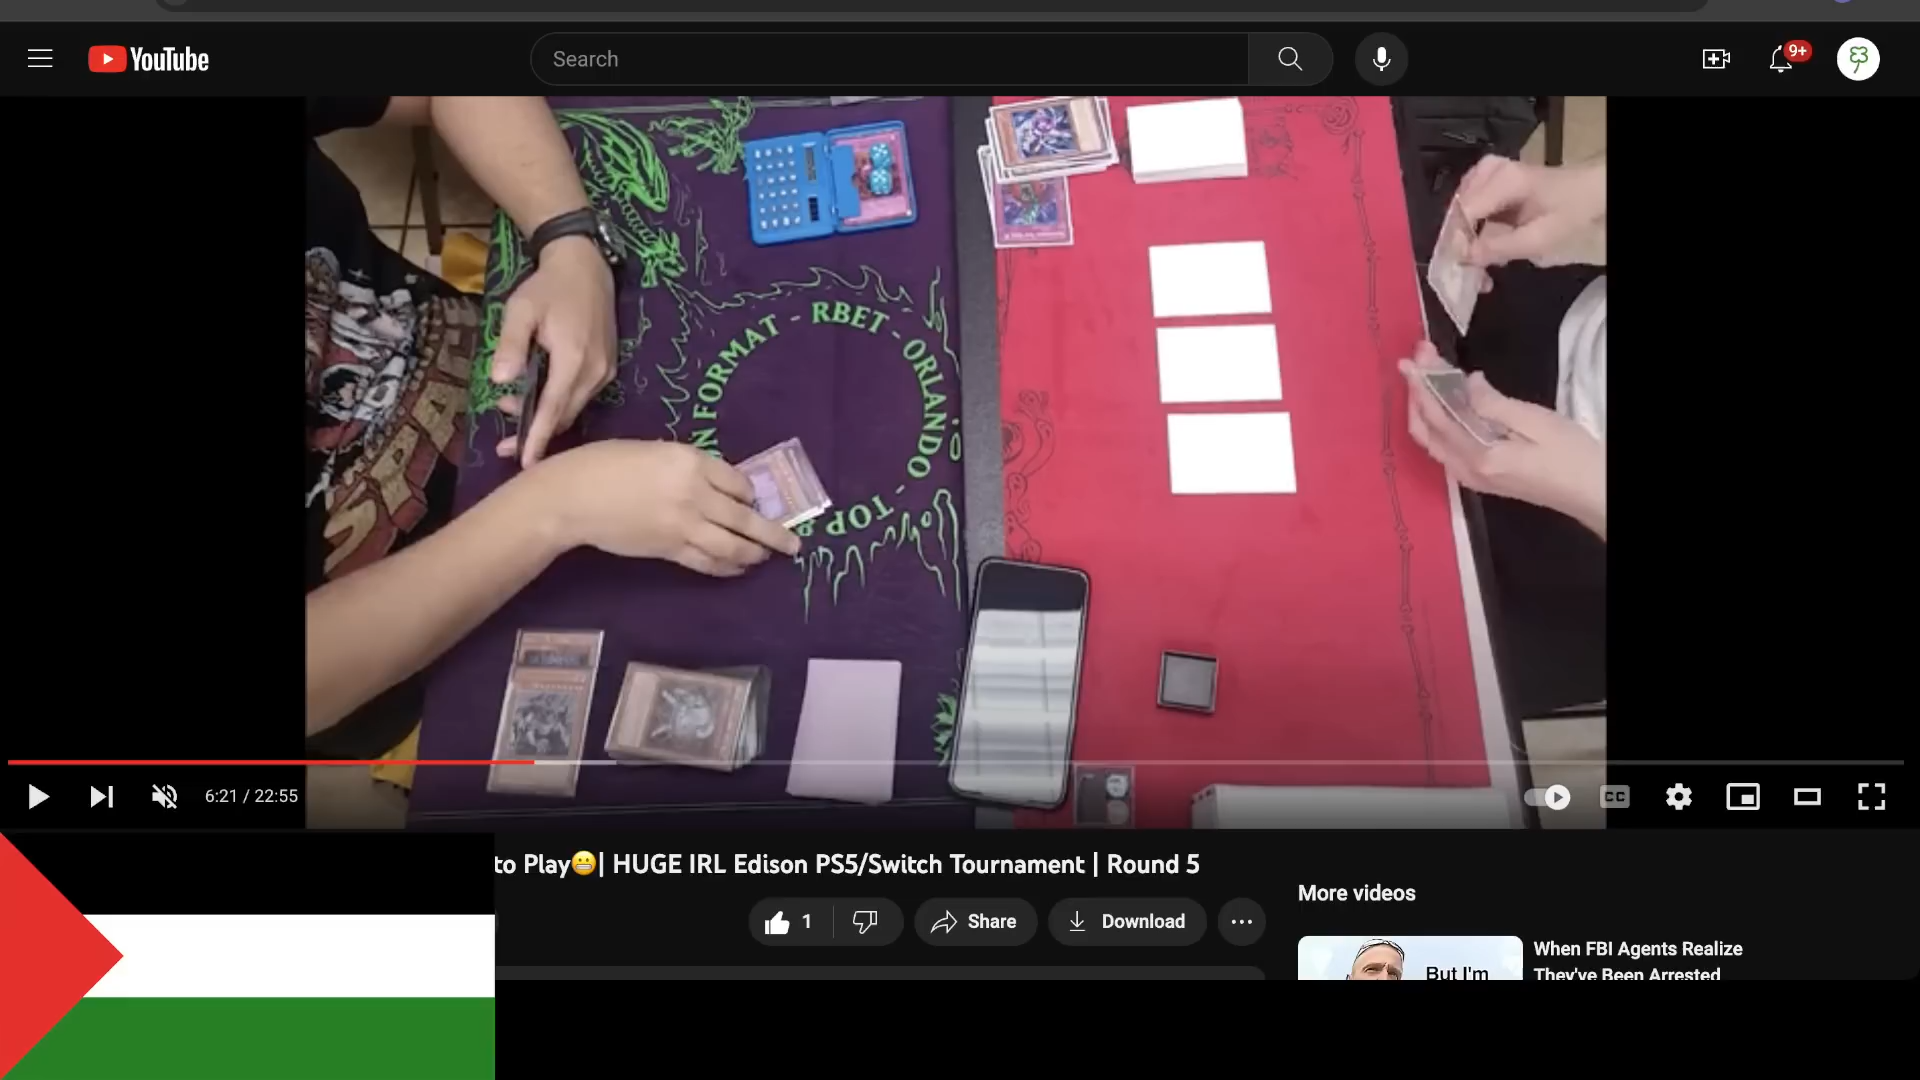 YouTube
Search
9+
N FORMAT - RBET - ORLANDO - TOP 8
6:21 / 22:55
CC
to Play😬| HUGE IRL Edison PS5/Switch Tournament | Round 5
1
Share
Download
More videos
But I'm
When FBI Agents Realize
They've Been Arrested